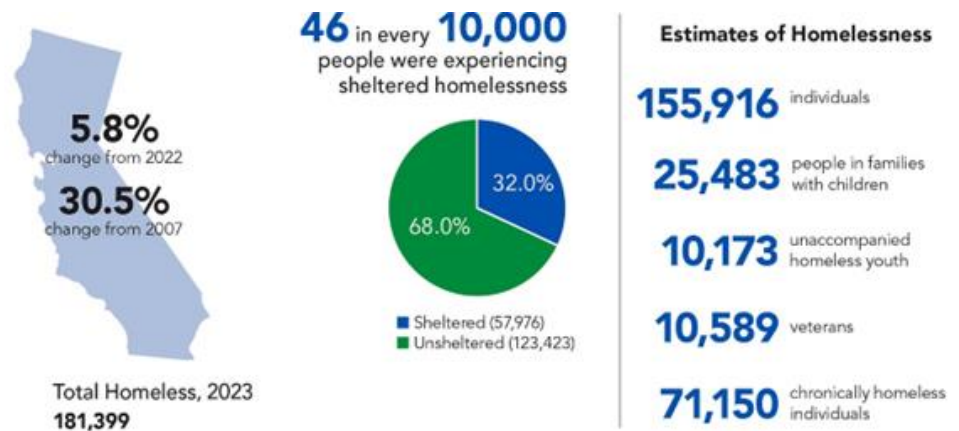 5.8%
change from 2022
30.5%
change from 2007
Total Homeless, 2023
181,399
46 in every 10,000
people were experiencing
sheltered homelessness
32.0%
68.0%
Sheltered (57,976)
Unsheltered (123,423)
Estimates of Homelessness
155,916 individuals
25,483 people in families
with children
10,173 unaccompanied
homeless youth
10,589 veterans
71,150 chronically homeless
individuals